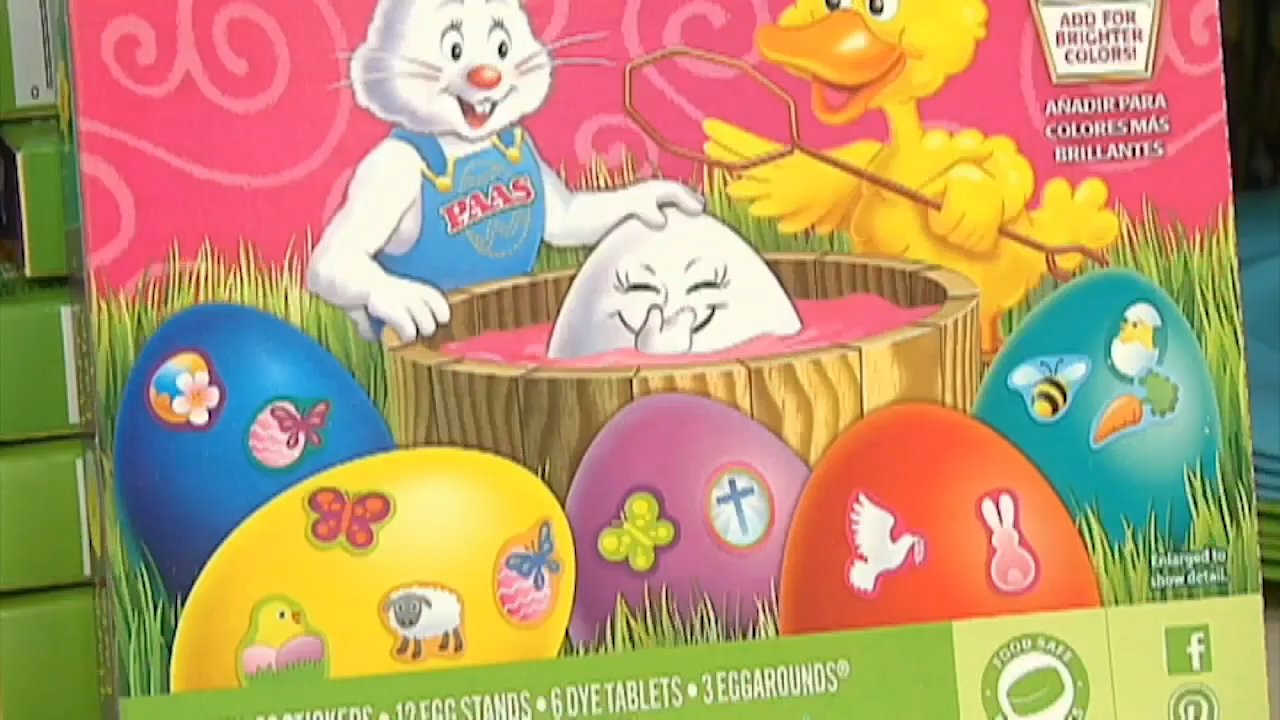 ADD FOR
BRIGHTER
COLORS!
AÑADIR PARA
COLORES MÁS
BRILLANTES
PAAS
Enlarged to
show detail.
FOOD SAFE
STICKERS • 12 EGG STANDS • 6 DYE TABLETS • 3 EGGAROUNDS®
f